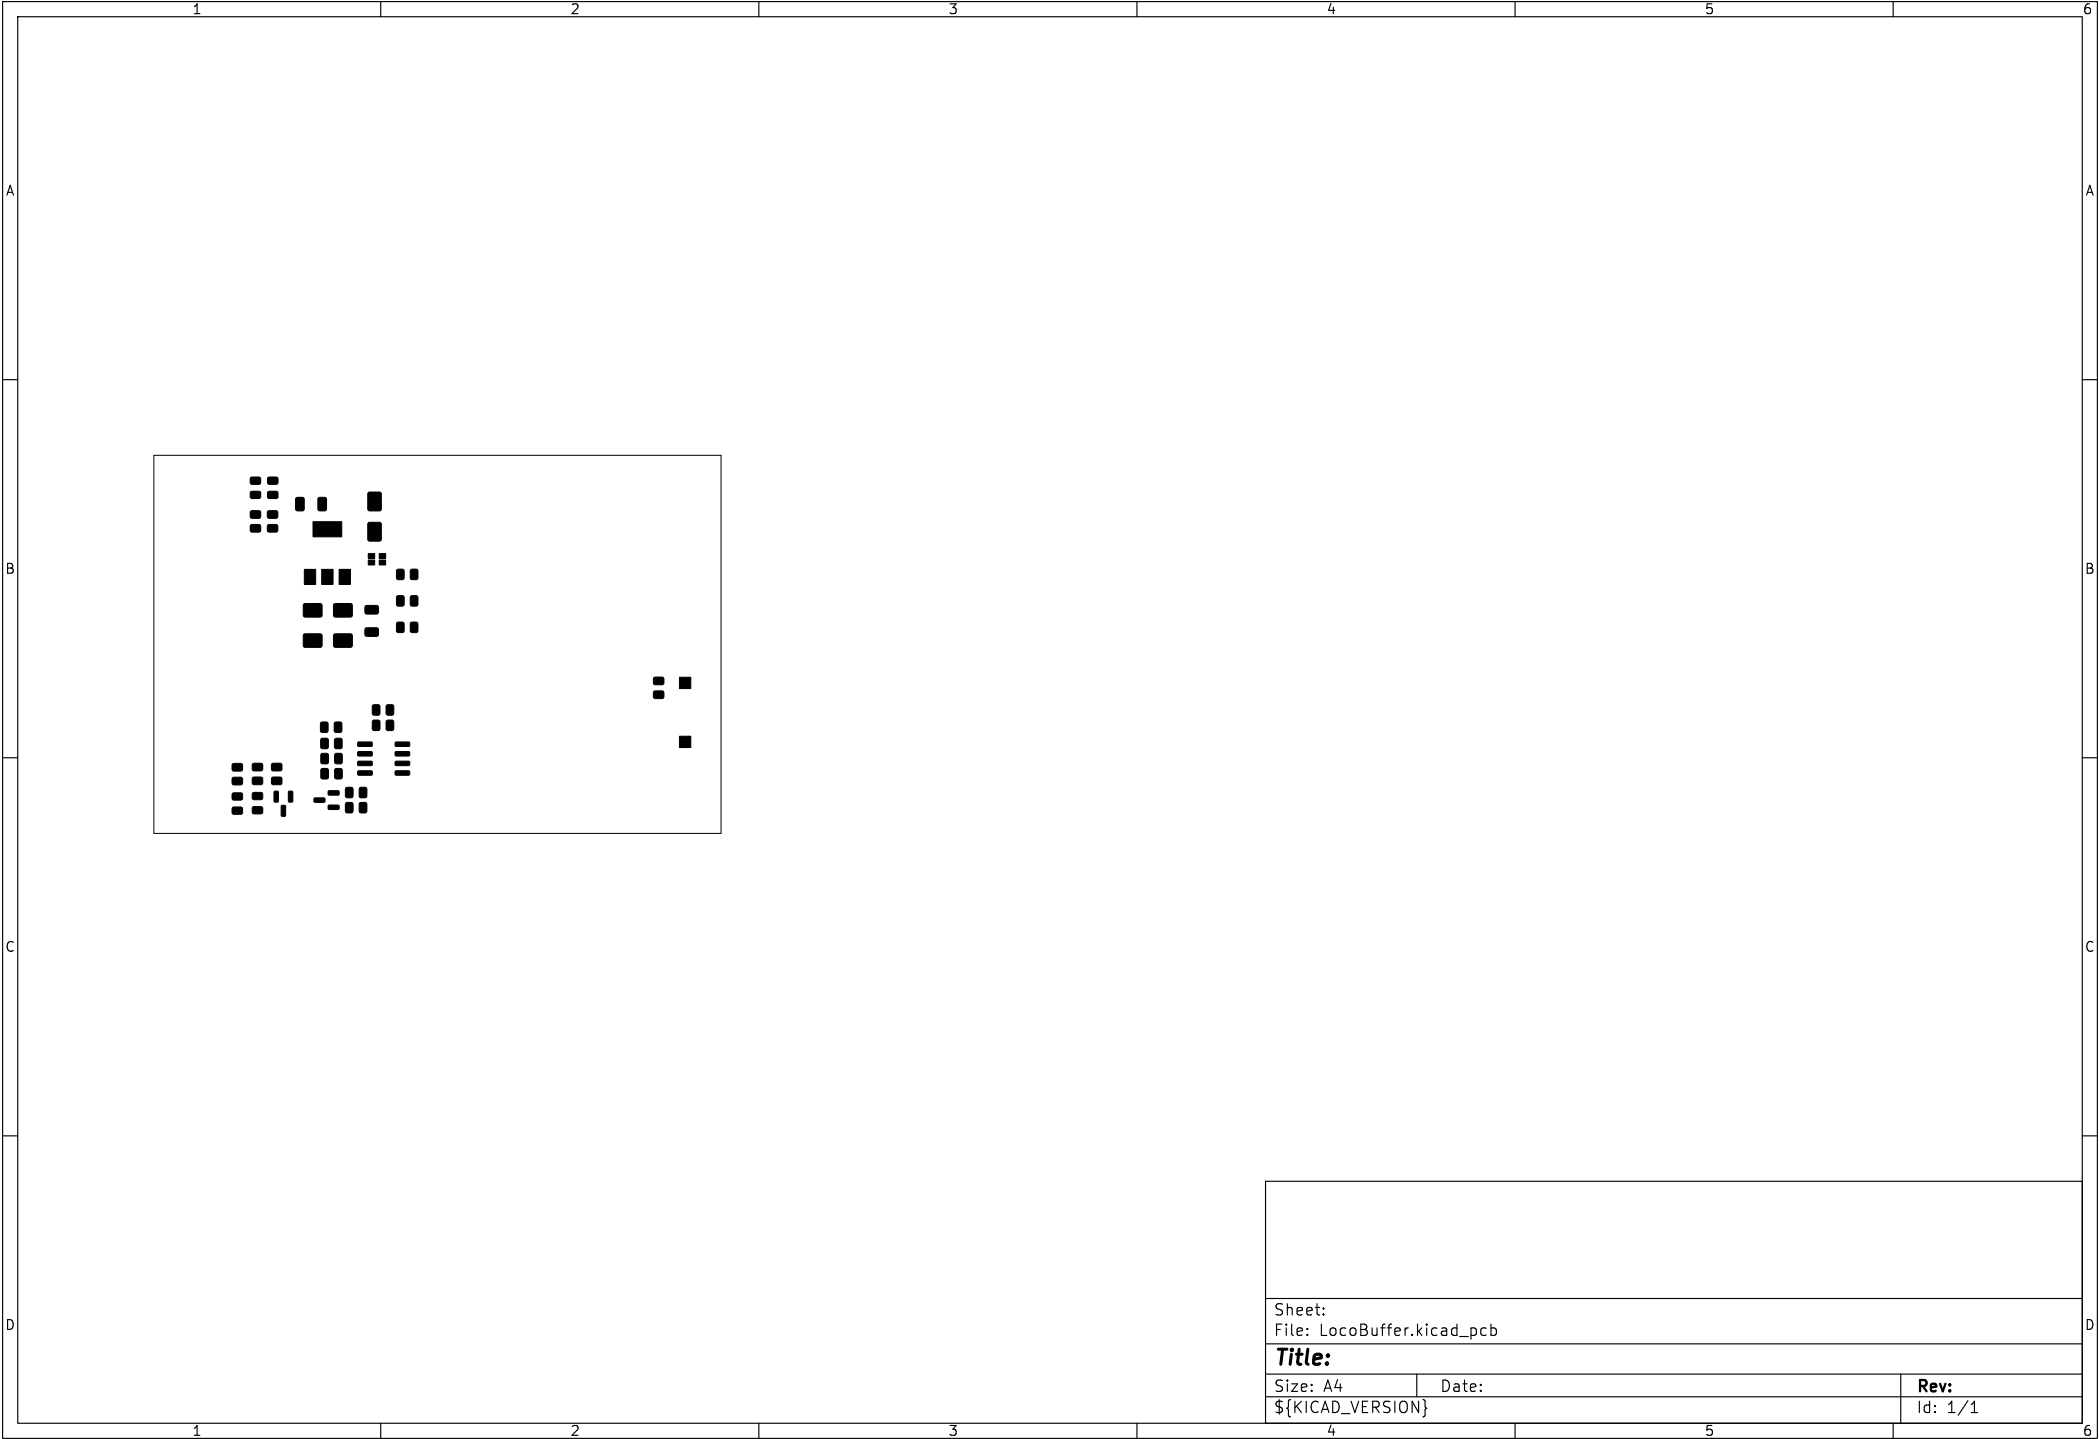 1 2 3 4 5 6
A A
B B
C C
Sheet:
File: LocoBuffer.kicad_pcb
D D
Title:
Size: A4 Date: Rev:
${KICAD_VERSION} Id: 1/1
1 2 3 4 5 6